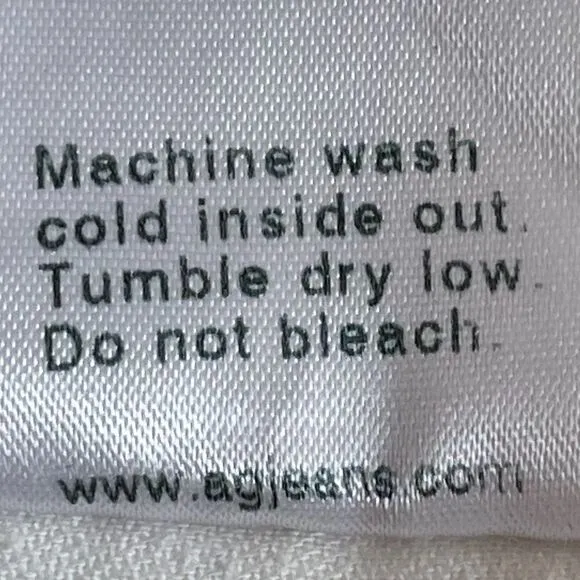 Machine wash
cold inside out.
Tumble dry low.
Do not bleach.
www.agjeans.com